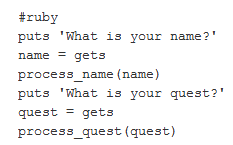 #ruby
puts 'What is your name?'
name = gets
process_name(name)
puts 'What is your quest?'
quest = gets
process_quest(quest)